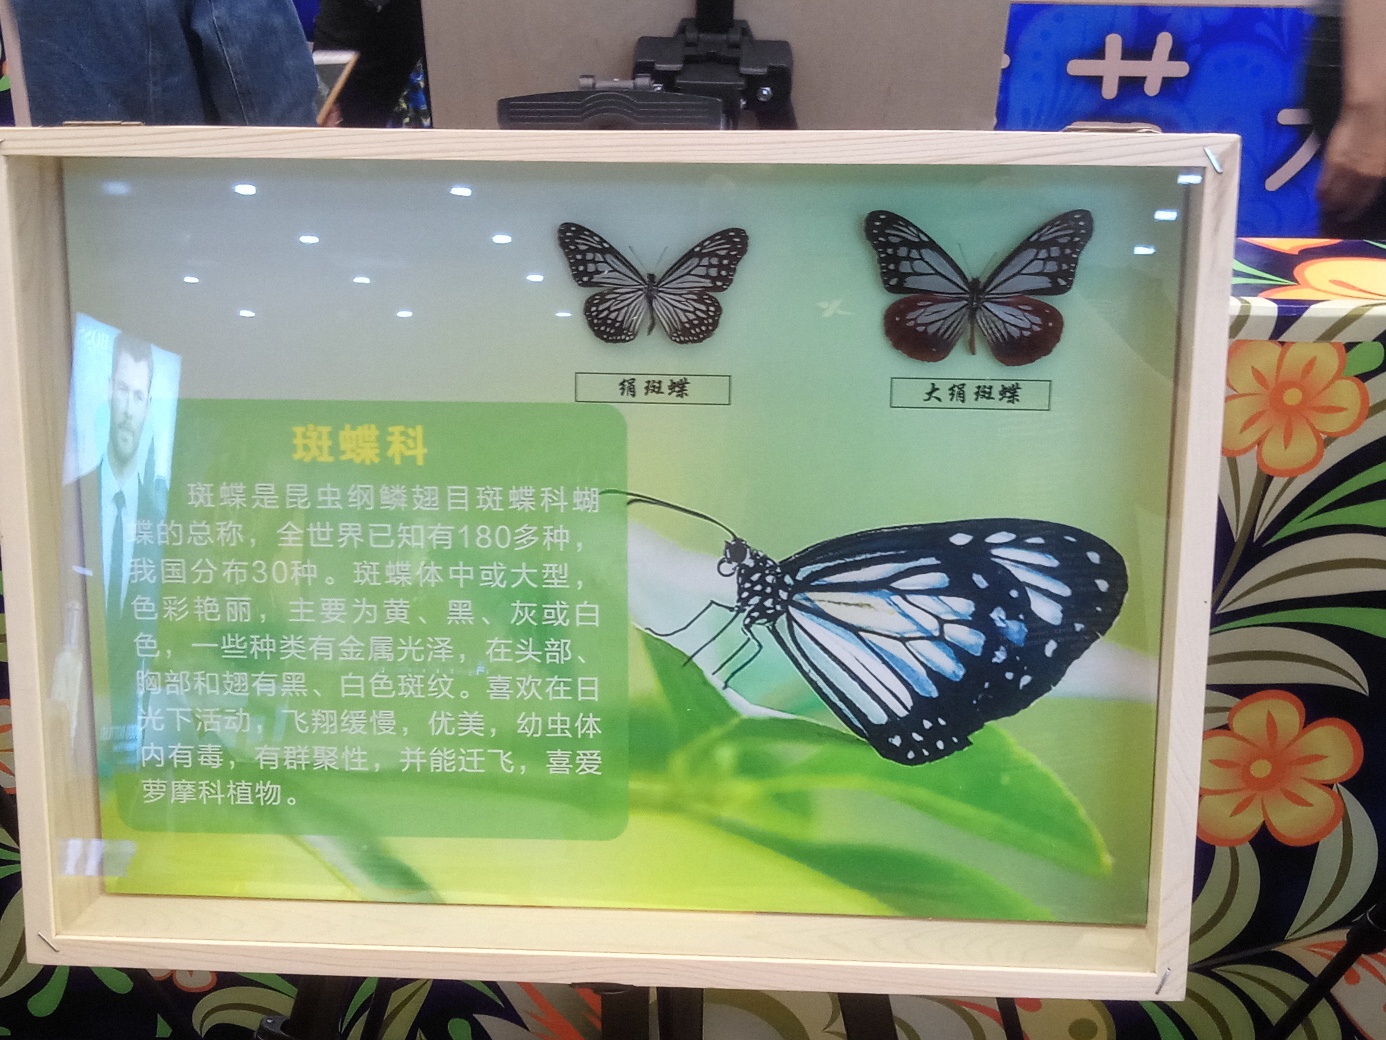 艹
绢斑蝶
大绢斑蝶
斑蝶科
斑蝶是昆虫纲鳞翅目斑蝶科蝴
蝶的总称，全世界已知有180多种，
我国分布30种。斑蝶体中或大型，
色彩艳丽，主要为黄、黑、灰或白
色，一些种类有金属光泽，在头部、
胸部和翅有黑、白色斑纹。喜欢在日
光下活动，飞翔缓慢，优美，幼虫体
内有毒，有群聚性，并能迁飞，喜爱
萝摩科植物。